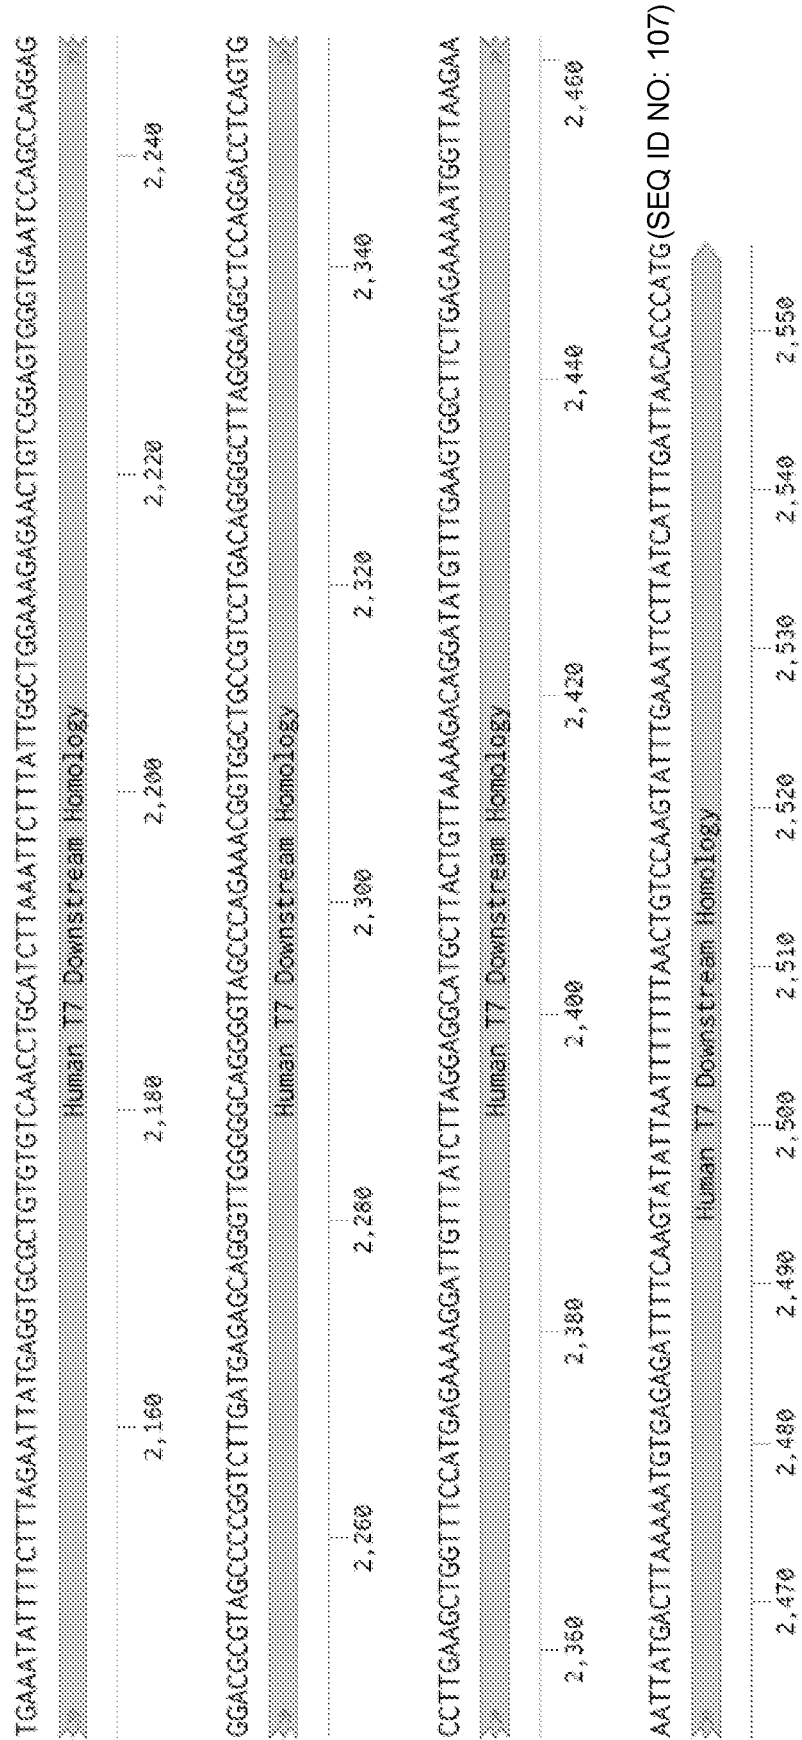 TGAAATATTTTCTTTAGAATTATGAGGTGCGCTGTGTGTCAACCTGCATCTTAAATTCTTTATTGGCTGGAAAGAGAACTGTCGGAGTGGGTGAATCCAGCCAGGAG
Human T7 Downstream Homology
2,160 2,180 2,200 2,220 2,240
GGACGCGTAGCCCCGGTCTTGATGAGAGCAGGGTTGGGGGCAGGGGTAGCCCAGAAACGGTGGCTGCCGTCCTGACAGGGGCTTAGGGAGGCTCCAGGACCTCAGTG
Human T7 Downstream Homology
2,260 2,280 2,300 2,320 2,340
CCTTGAAGCTGGTTTCCATGAGAAAAGGATTGTTTATCTTAGGAGGCATGCTTACTGTTAAAAGACAGGATATGTTTGAAGTGGCTTCTGAGAAAAATGGTTAAGAA
Human T7 Downstream Homology
2,360 2,380 2,400 2,420 2,440 2,460
AATTATGACTTAAAAATGTGAGAGATTTTCAAGTATATTAATTTTTTTAACTGTCCAAGTATTTGAAATTCTTATCATTTGATTAACACCCATG (SEQ ID NO: 107)
Human T7 Downstream Homology
2,470 2,480 2,490 2,500 2,510 2,520 2,530 2,540 2,550